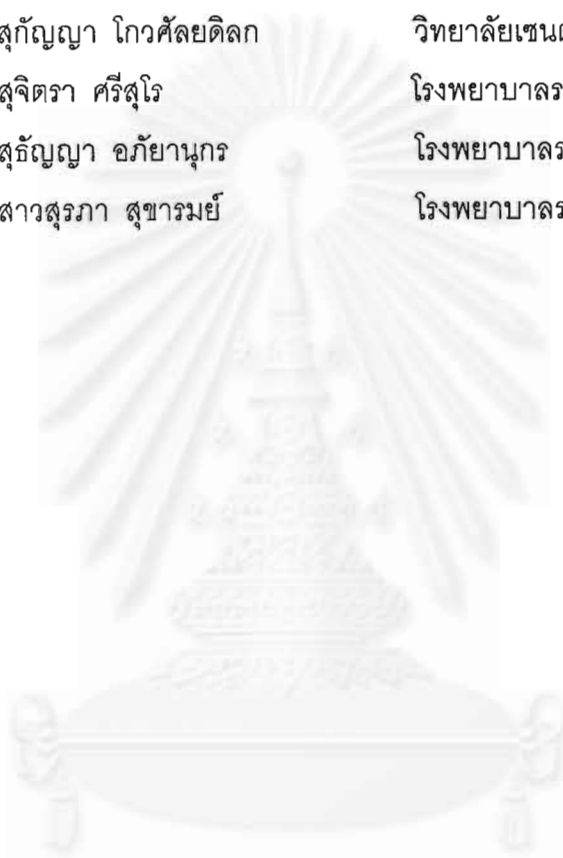 สุกัญญา โกวศัลยดิลก วิทยาลัยเซน
สุจิตรา ศรีสุโร โรงพยาบาลร
สุธัญญา อภัยานุกร โรงพยาบาลร
สาวสุรภา สุขารมย์ โรงพยาบาลร